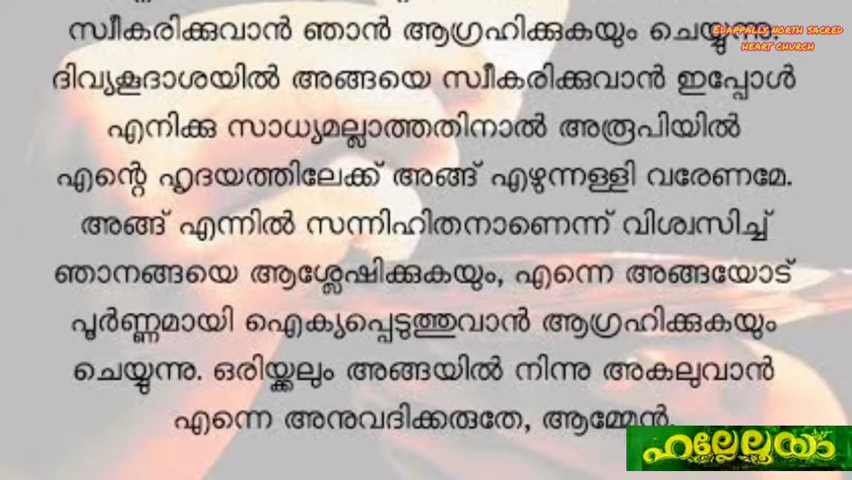 സ്വീകരിക്കുവാൻ ഞാൻ ആഗ്രഹിക്കുകയും ചെയ്യുന്നു.
Edappally north sacred
heart church
ദിവ്യകൂദാശയിൽ അങ്ങയെ സ്വീകരിക്കുവാൻ ഇപ്പോൾ
എനിക്കു സാധ്യമല്ലാത്തതിനാൽ അരൂപിയിൽ
എന്റെ ഹൃദയത്തിലേക്ക് അങ്ങ് എഴുന്നള്ളി വരേണമേ.
അങ്ങ് എന്നിൽ സന്നിഹിതനാണെന്ന് വിശ്വസിച്ച്
ഞാനങ്ങയെ ആശ്ലേഷിക്കുകയും, എന്നെ അങ്ങയോട്
പൂർണ്ണമായി ഐക്യപ്പെടുത്തുവാൻ ആഗ്രഹിക്കുകയും
ചെയ്യുന്നു. ഒരിയ്ക്കലും അങ്ങയിൽ നിന്നു അകലുവാൻ
എന്നെ അനുവദിക്കരുതേ, ആമ്മേൻ.
ഹല്ലേലൂയാ